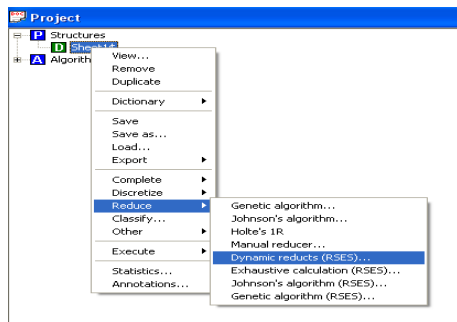 Project
P Structures
D Sheet1$
A Algorith
View...
Remove
Duplicate
Dictionary
Save
Save as...
Load...
Export
Complete
Discretize
Reduce
Classify...
Other
Execute
Statistics...
Annotations...
Genetic algorithm...
Johnson's algorithm...
Holte's 1R
Manual reducer...
Dynamic reducts (RSES)...
Exhaustive calculation (RSES)...
Johnson's algorithm (RSES)...
Genetic algorithm (RSES)...